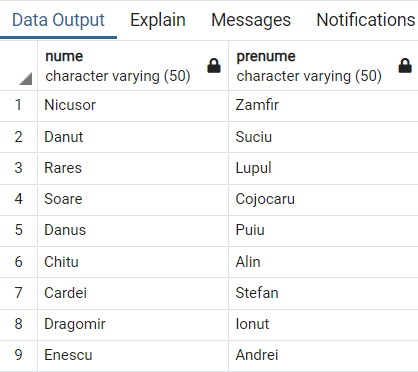 Data Output Explain Messages Notifications
nume prenume
character varying (50) character varying (50)
1 Nicusor Zamfir
2 Danut Suciu
3 Rares Lupul
4 Soare Cojocaru
5 Danus Puiu
6 Chitu Alin
7 Cardei Stefan
8 Dragomir Ionut
9 Enescu Andrei